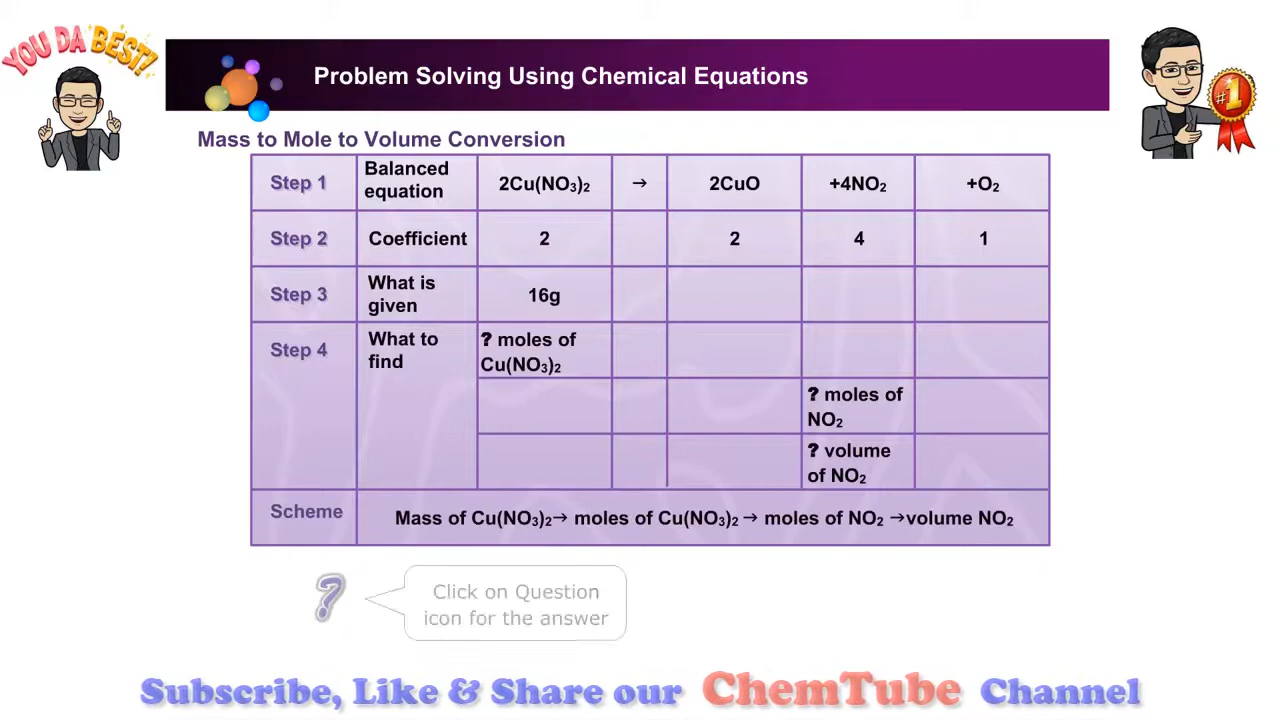 YOU DA BEST!
Problem Solving Using Chemical Equations
#1
Mass to Mole to Volume Conversion
Step 1 Balanced equation 2Cu(NO₃)₂ → 2CuO +4NO₂ +O₂
Step 2 Coefficient 2 2 4 1
Step 3 What is given 16g
Step 4 What to find ? moles of Cu(NO₃)₂
? moles of NO₂
? volume of NO₂
Scheme Mass of Cu(NO₃)₂→ moles of Cu(NO₃)₂ → moles of NO₂ →volume NO₂
?
Click on Question
icon for the answer
Subscribe, Like & Share our ChemTube Channel